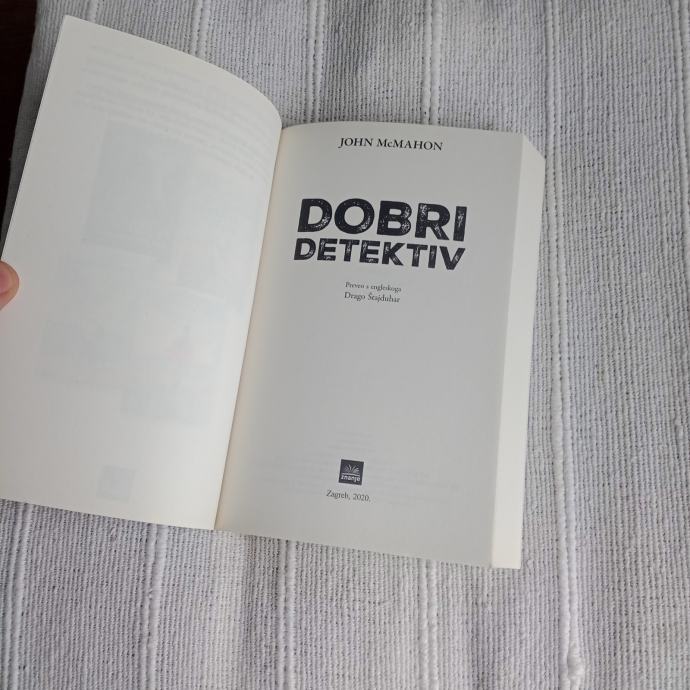 JOHN McMAHON
DOBRI
DETEKTIV
Preveo s engleskoga
Drago Štajduhar
znanje
Zagreb, 2020.